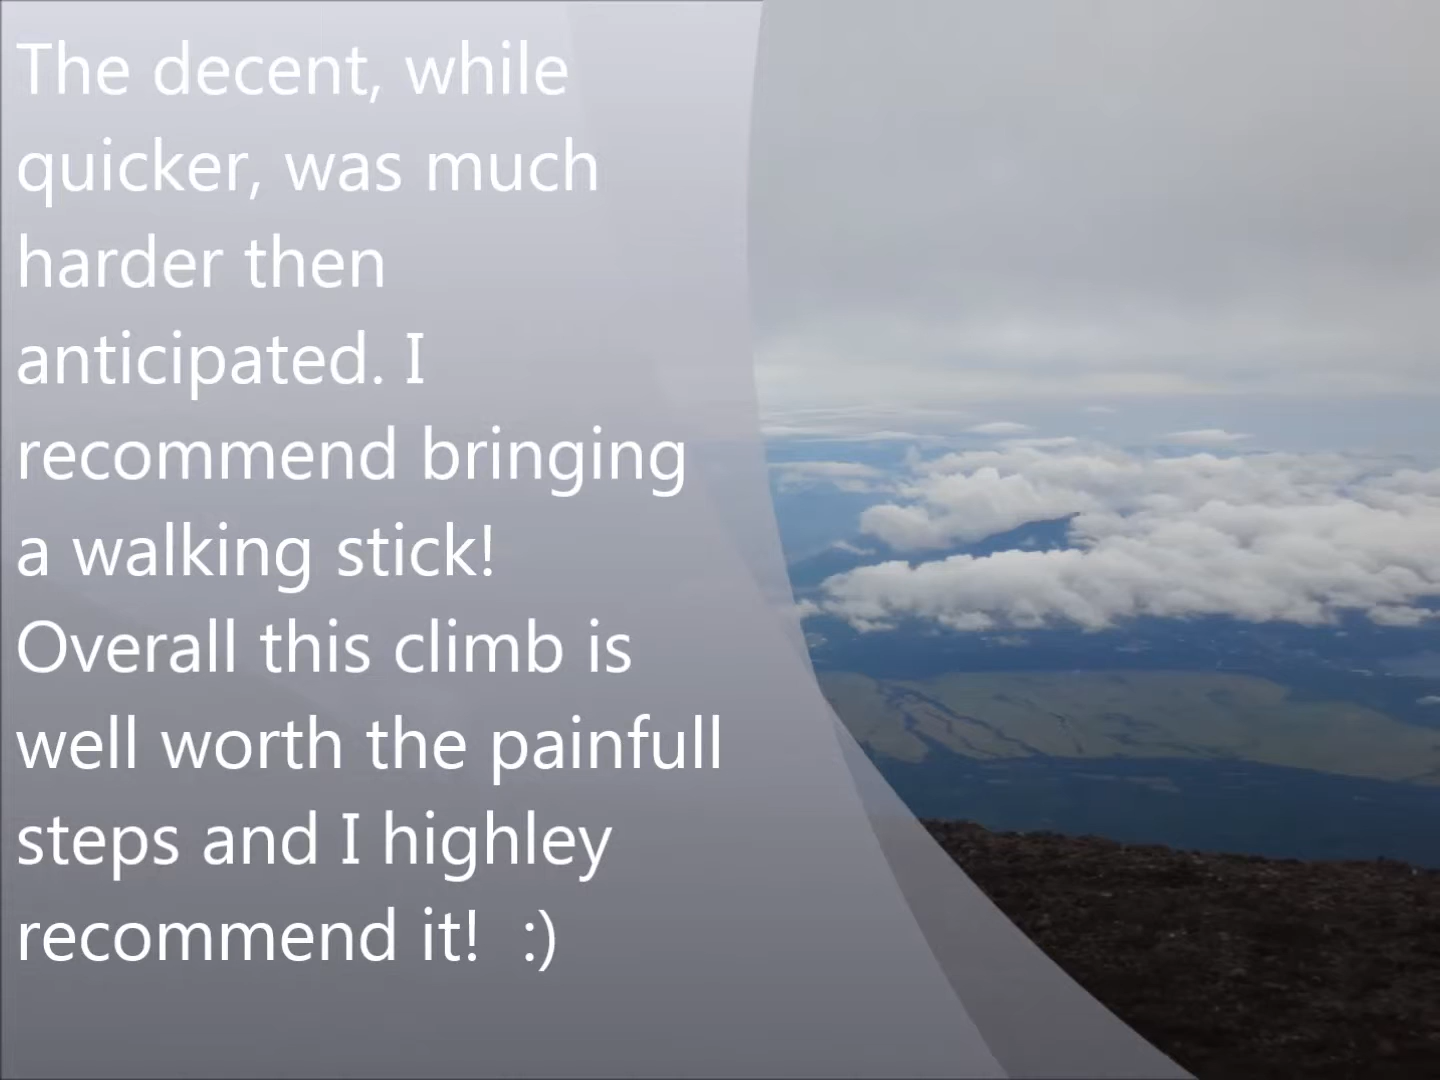 The decent, while
quicker, was much
harder then
anticipated. I
recommend bringing
a walking stick!
Overall this climb is
well worth the painfull
steps and I highley
recommend it!  :)